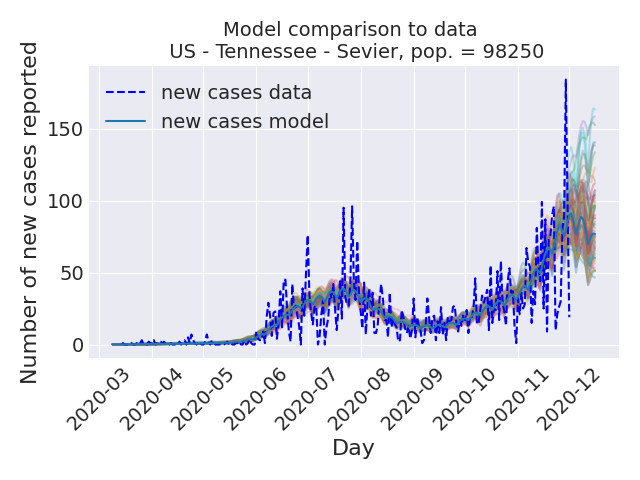 Model comparison to data
US - Tennessee - Sevier, pop. = 98250
new cases data
new cases model
Number of new cases reported
150
100
50
0
2020-03
2020-04
2020-05
2020-06
2020-07
2020-08
2020-09
2020-10
2020-11
2020-12
Day